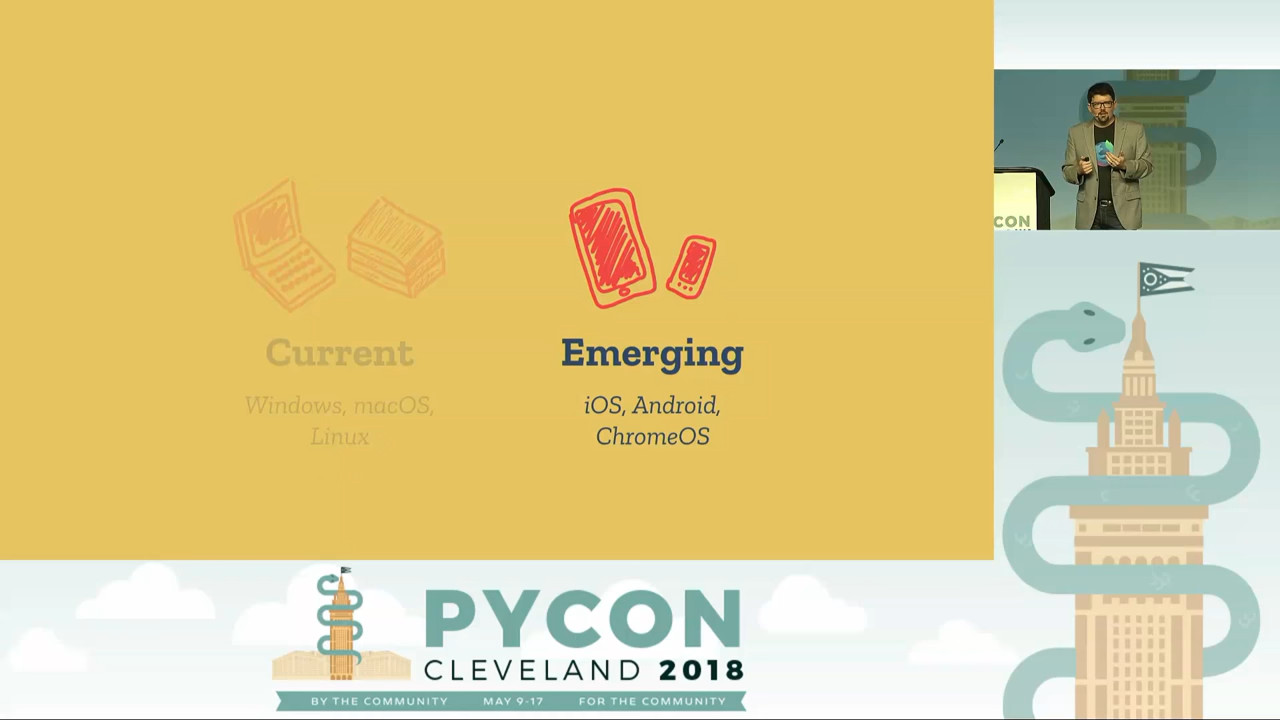 Current
Windows, macOS,
Linux
Emerging
iOS, Android,
ChromeOS
CON
PYCON
CLEVELAND 2018
BY THE COMMUNITY MAY 9-17 FOR THE COMMUNITY